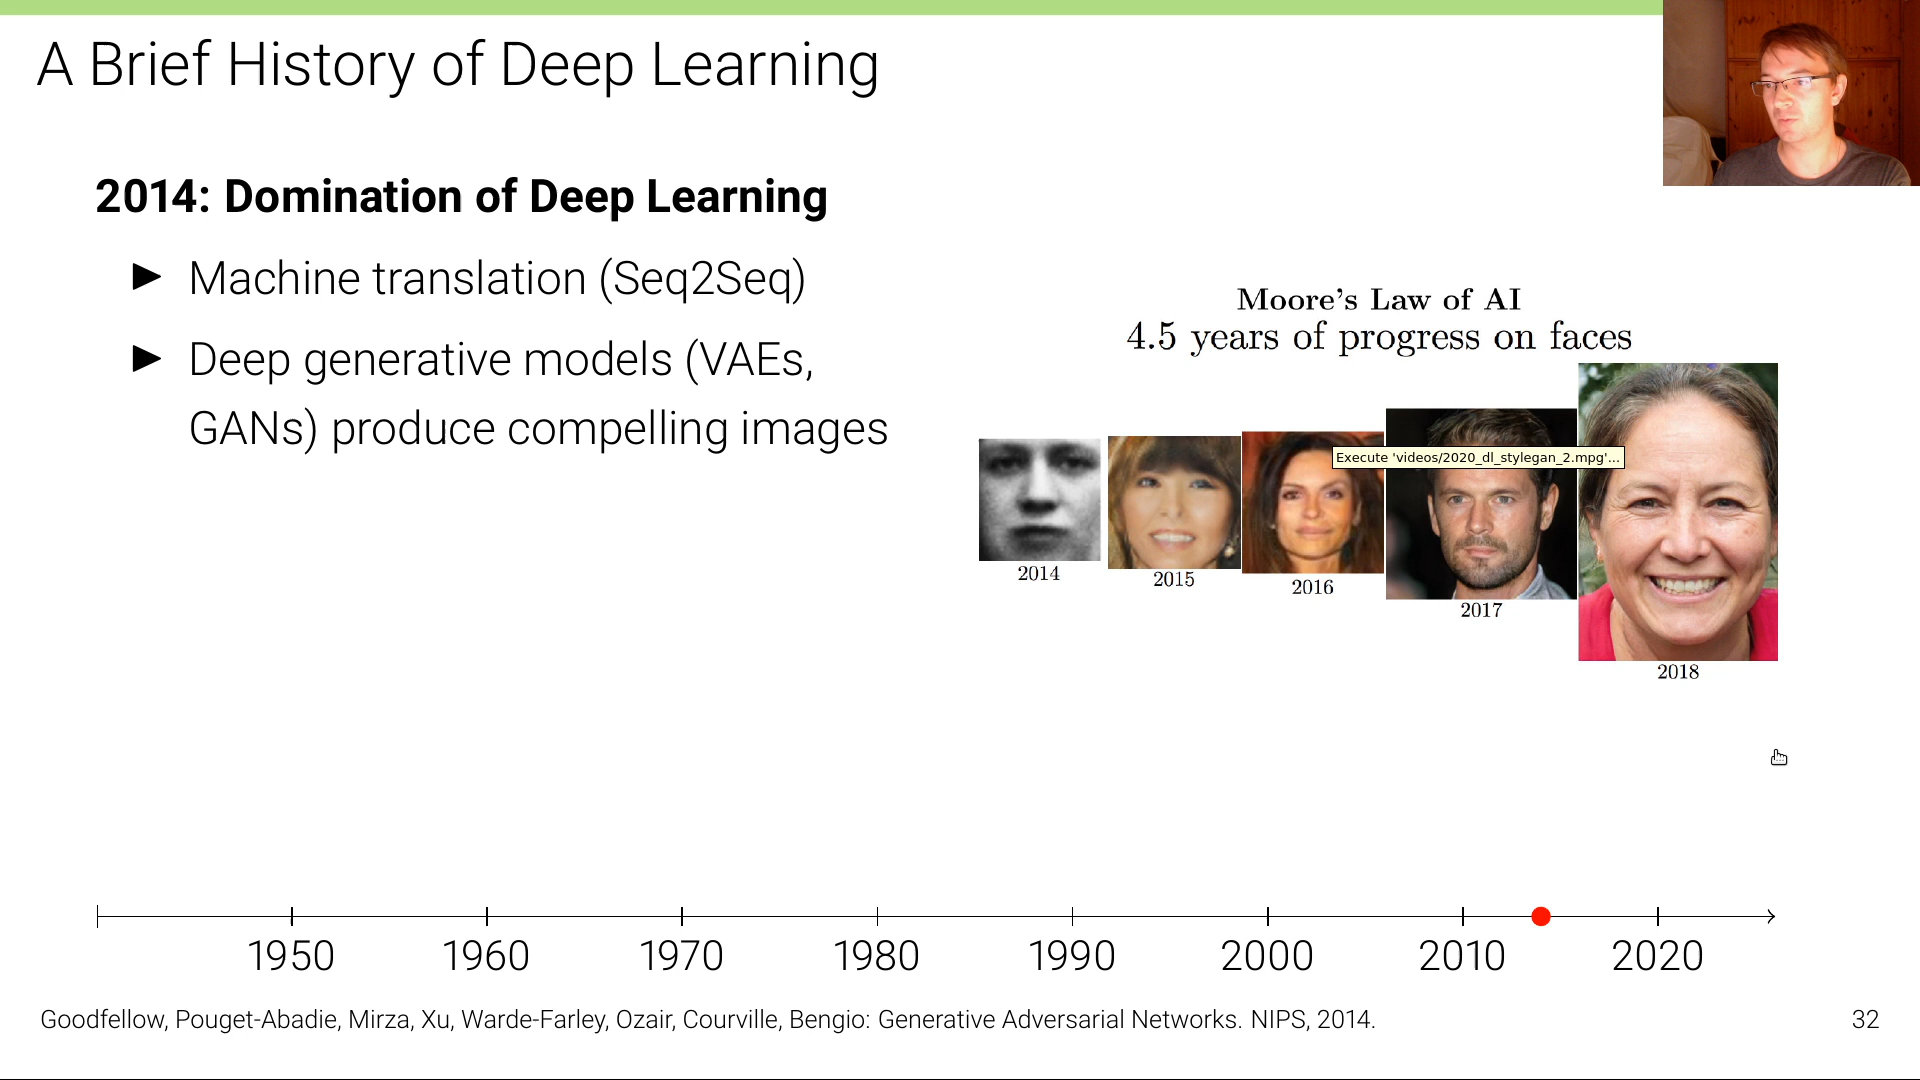 A Brief History of Deep Learning
2014: Domination of Deep Learning
Machine translation (Seq2Seq)
Deep generative models (VAEs,
GANs) produce compelling images
Moore's Law of AI
4.5 years of progress on faces
Execute 'videos/2020_dl_stylegan_2.mpg'...
2014
2015
2016
2017
2018
1950 1960 1970 1980 1990 2000 2010 2020
Goodfellow, Pouget-Abadie, Mirza, Xu, Warde-Farley, Ozair, Courville, Bengio: Generative Adversarial Networks. NIPS, 2014.
32